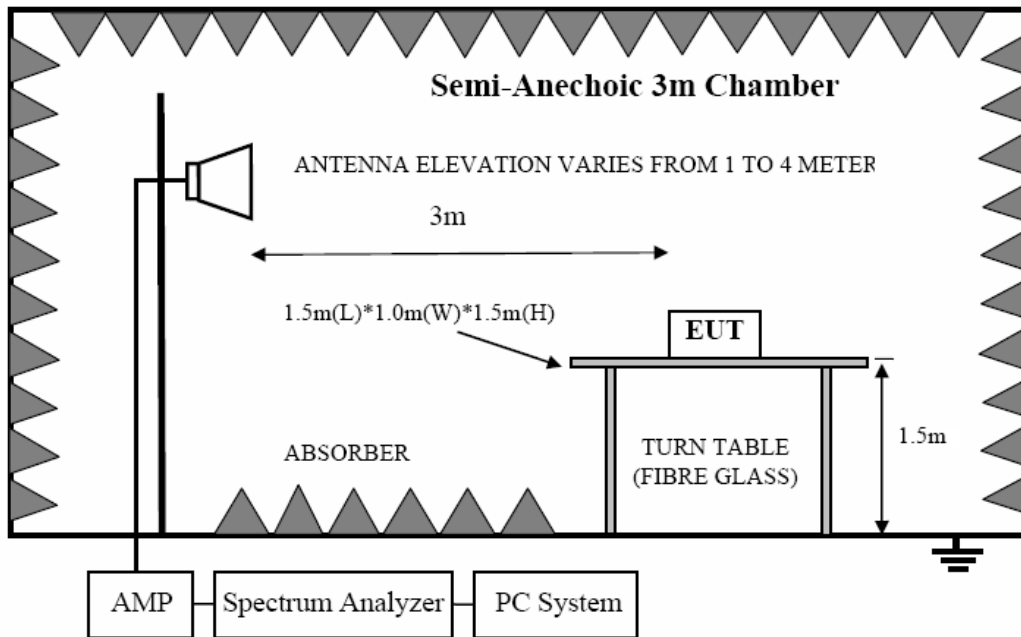 Semi-Anechoic 3m Chamber
ANTENNA ELEVATION VARIES FROM 1 TO 4 METER
3m
1.5m(L)*1.0m(W)*1.5m(H)
EUT
1.5m
ABSORBER
TURN TABLE
(FIBRE GLASS)
AMP
Spectrum Analyzer
PC System